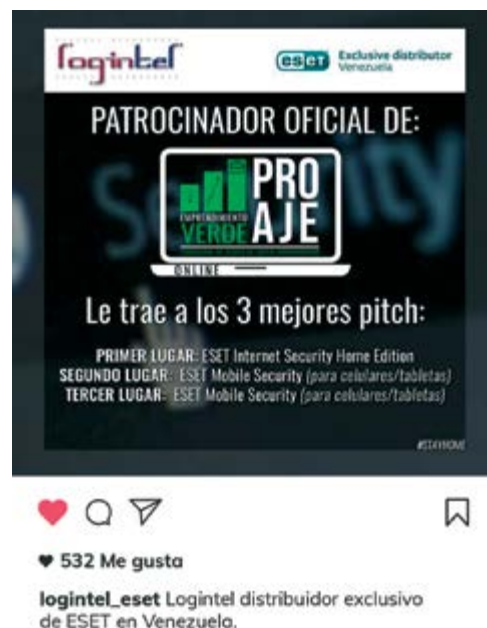 logintel
eset Exclusive distributor
Venezuela
PATROCINADOR OFICIAL DE:
Security
EMPRENDIMIENTO
VERDE
PRO
AJE
ONLINE
Le trae a los 3 mejores pitch:
PRIMER LUGAR: ESET Internet Security Home Edition
SEGUNDO LUGAR: ESET Mobile Security (para celulares/tabletas)
TERCER LUGAR: ESET Mobile Security (para celulares/tabletas)
#STAYHOME
532 Me gusta
logintel_eset Logintel distribuidor exclusivo
de ESET en Venezuela.